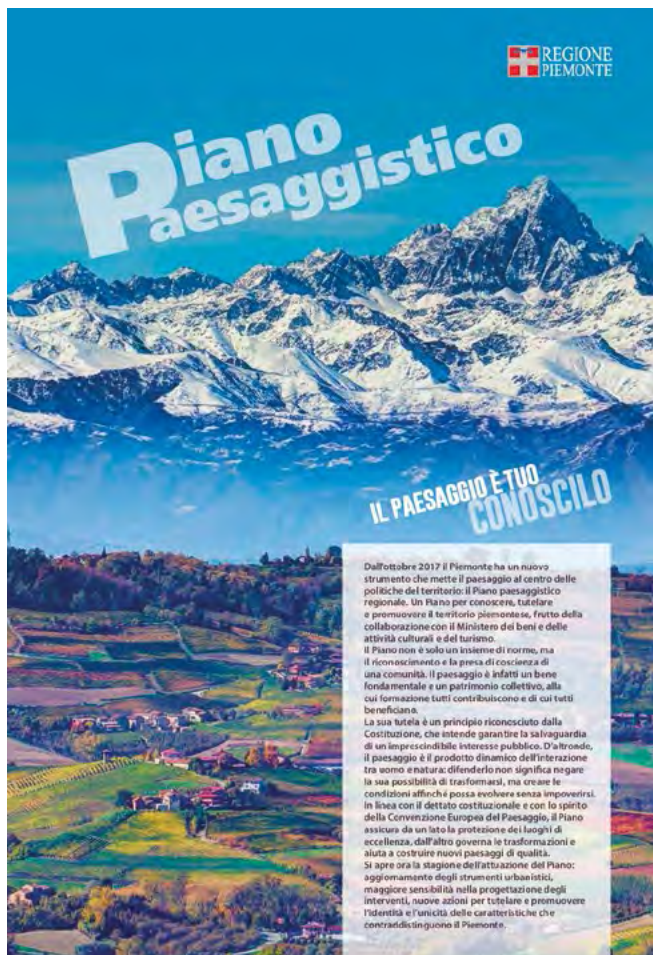 REGIONE
PIEMONTE
Piano
Paesaggistico
IL PAESAGGIO È TUO
CONOSCILO
Dall'ottobre 2017 il Piemonte ha un nuovo
strumento che mette il paesaggio al centro delle
politiche del territorio: il Piano paesaggistico
regionale. Un Piano per conoscere, tutelare
e promuovere il territorio piemontese, frutto della
collaborazione con il Ministero dei beni e delle
attività culturali e del turismo.
Il Piano non è solo un insieme di norme, ma
il riconoscimento e la presa di coscienza di
una comunità. Il paesaggio è infatti un bene
fondamentale e un patrimonio collettivo, alla
cui formazione tutti contribuiscono e di cui tutti
beneficiano.
La sua tutela è un principio riconosciuto dalla
Costituzione, che intende garantire la salvaguardia
di un imprescindibile interesse pubblico. D'altronde,
il paesaggio è il prodotto dinamico dell'interazione
tra uomo e natura: difenderlo non significa negare
la sua possibilità di trasformarsi, ma creare le
condizioni affinché possa evolvere senza impoverirsi.
In linea con il dettato costituzionale e con lo spirito
della Convenzione Europea del Paesaggio, il Piano
assicura da un lato la protezione dei luoghi di
eccellenza, dall'altro governa le trasformazioni e
aiuta a costruire nuovi paesaggi di qualità.
Si apre ora la stagione dell'attuazione del Piano:
aggiornamento degli strumenti urbanistici,
maggiore sensibilità nella progettazione degli
interventi, nuove azioni per tutelare e promuovere
l'identità e l'unicità delle caratteristiche che
contraddistinguono il Piemonte.